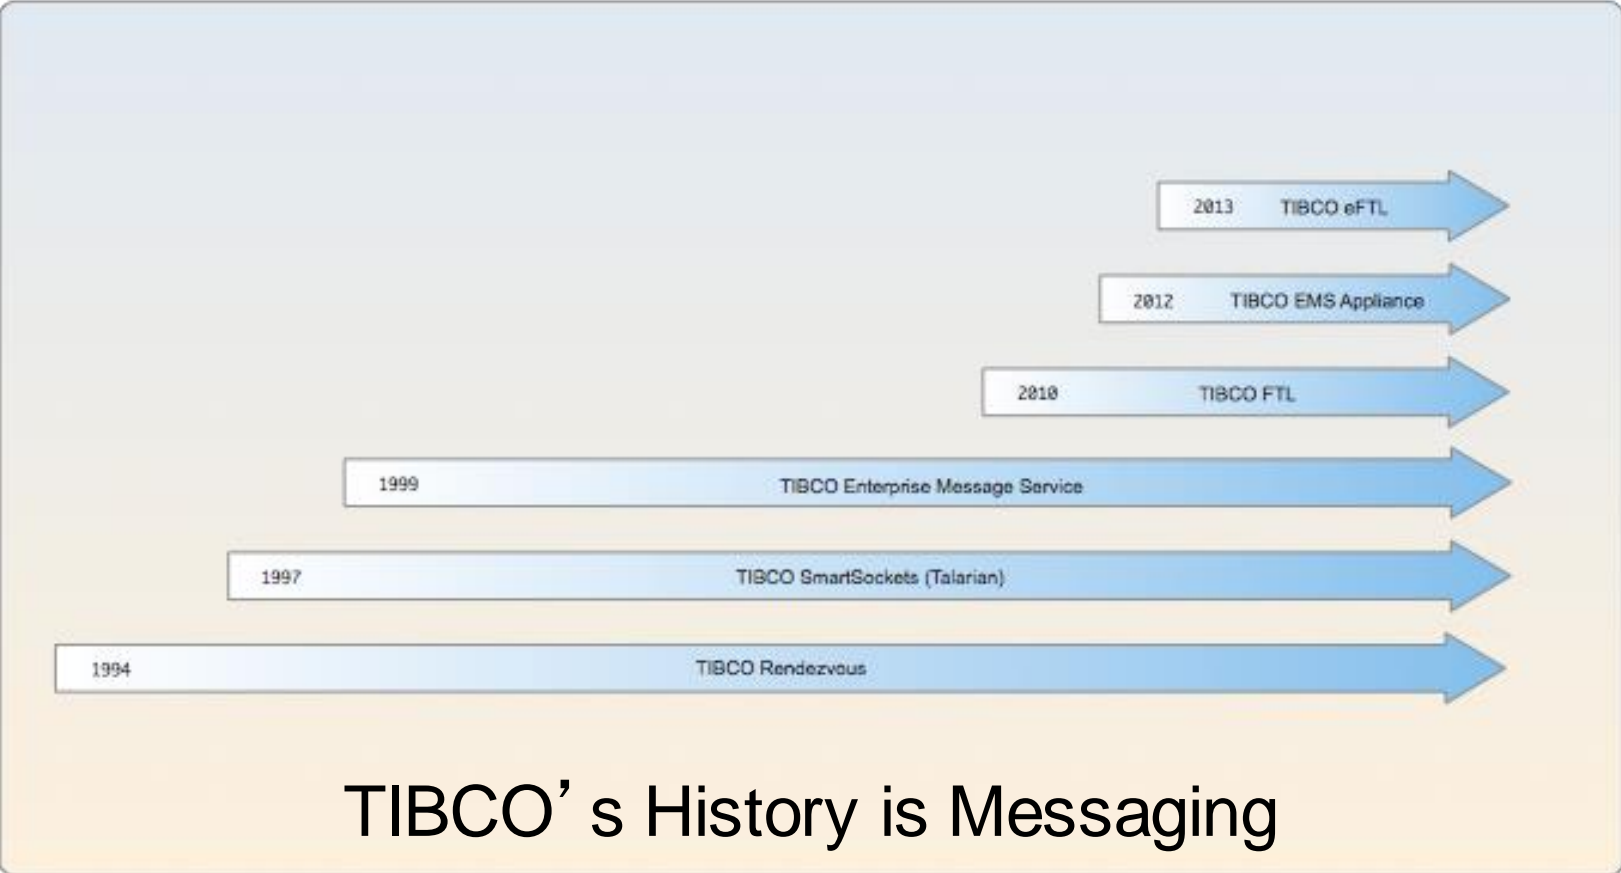 2013 TIBCO eFTL
2012 TIBCO EMS Appliance
2010 TIBCO FTL
1999 TIBCO Enterprise Message Service
1997 TIBCO SmartSockets (Talarian)
1994 TIBCO Rendezvous
TIBCO’s History is Messaging